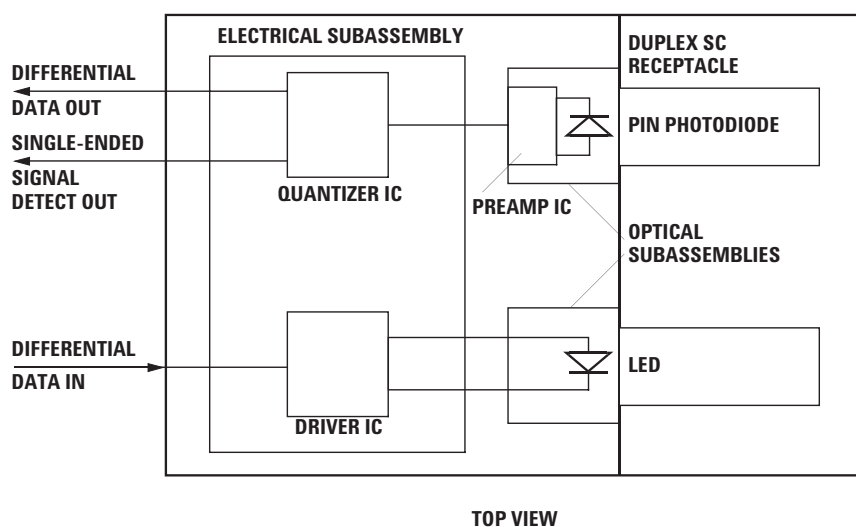 ELECTRICAL SUBASSEMBLY
DUPLEX SC
RECEPTACLE
DIFFERENTIAL
DATA OUT
SINGLE-ENDED
SIGNAL
DETECT OUT
QUANTIZER IC
PREAMP IC
PIN PHOTODIODE
OPTICAL
SUBASSEMBLIES
DIFFERENTIAL
DATA IN
DRIVER IC
LED
TOP VIEW